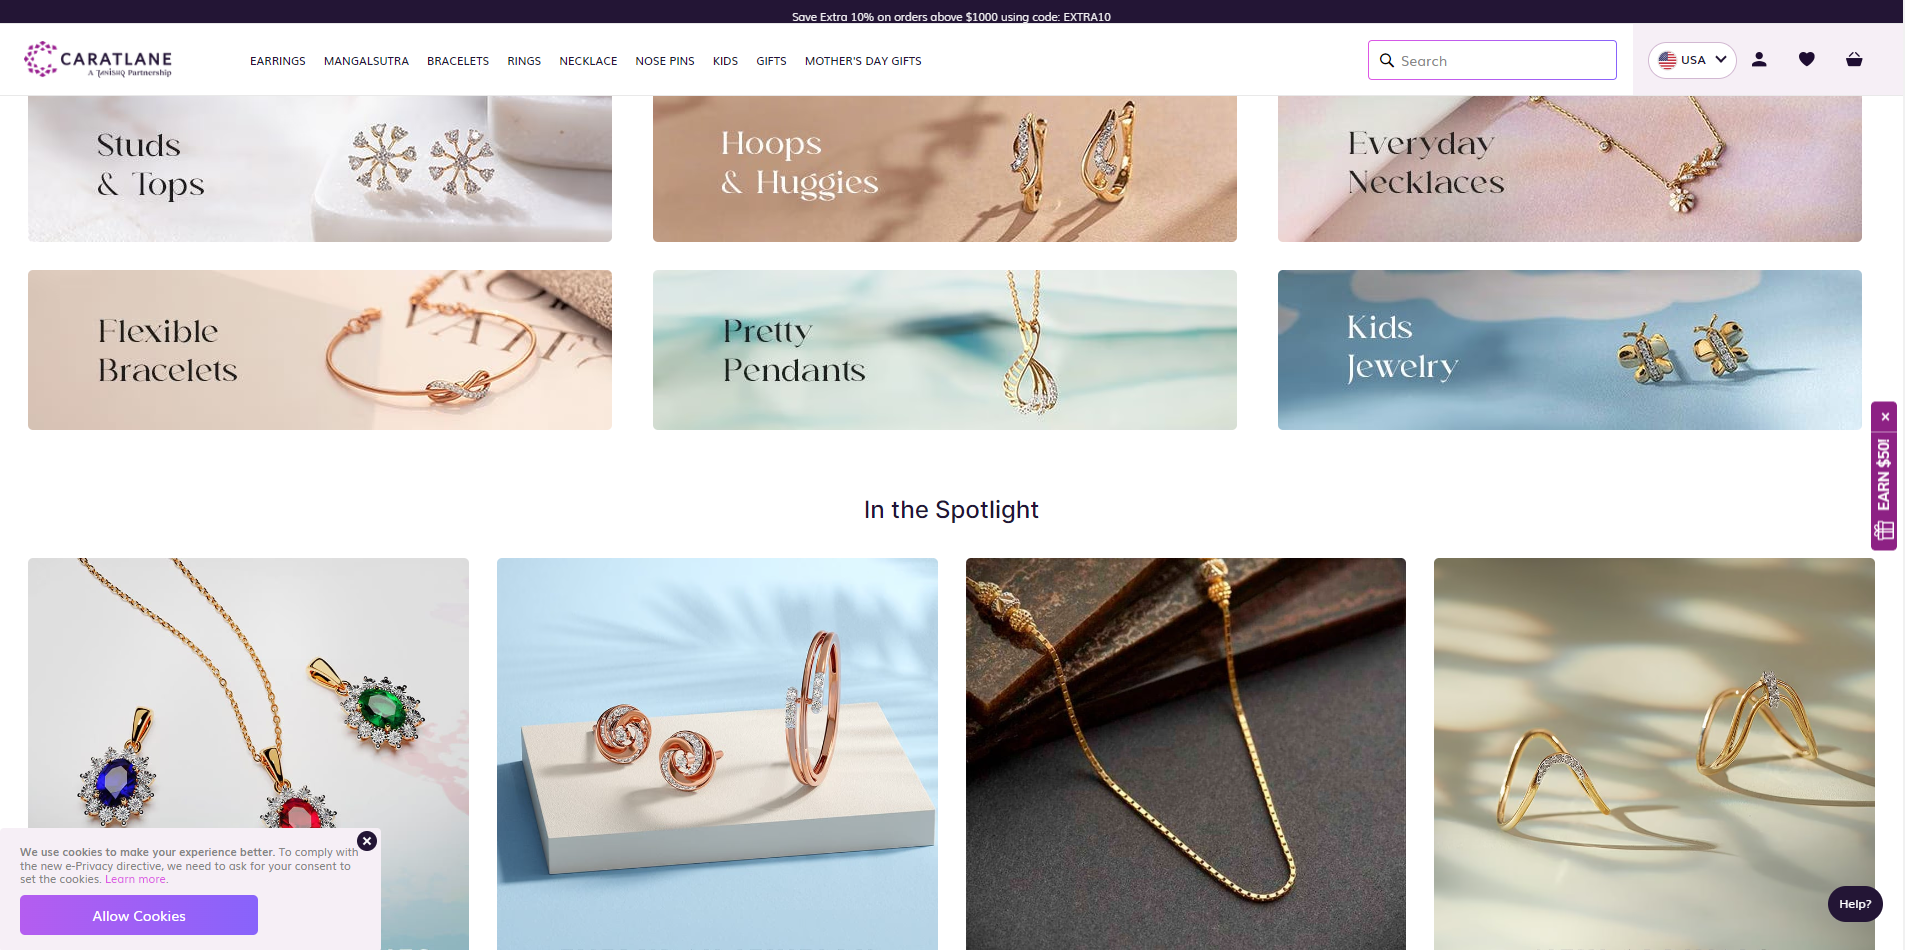 Save Extra 10% on orders above $1000 using code: EXTRA10
CARATLANE
A TANISHQ Partnership
EARRINGS MANGALSUTRA BRACELETS RINGS NECKLACE NOSE PINS KIDS GIFTS MOTHER'S DAY GIFTS
Search
USA
Studs
& Tops
Hoops
& Huggies
Everyday
Necklaces
Flexible
Bracelets
Pretty
Pendants
Kids
Jewelry
EARN $50!
In the Spotlight
We use cookies to make your experience better. To comply with
the new e-Privacy directive, we need to ask for your consent to
set the cookies. Learn more.
Allow Cookies
Help?